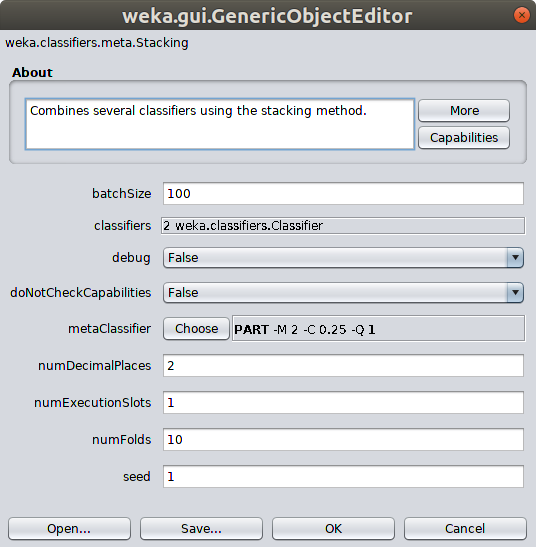 weka.gui.GenericObjectEditor
weka.classifiers.meta.Stacking
About
Combines several classifiers using the stacking method.
More
Capabilities
batchSize 100
classifiers 2 weka.classifiers.Classifier
debug False
doNotCheckCapabilities False
metaClassifier Choose PART -M 2 -C 0.25 -Q 1
numDecimalPlaces 2
numExecutionSlots 1
numFolds 10
seed 1
Open... Save... OK Cancel